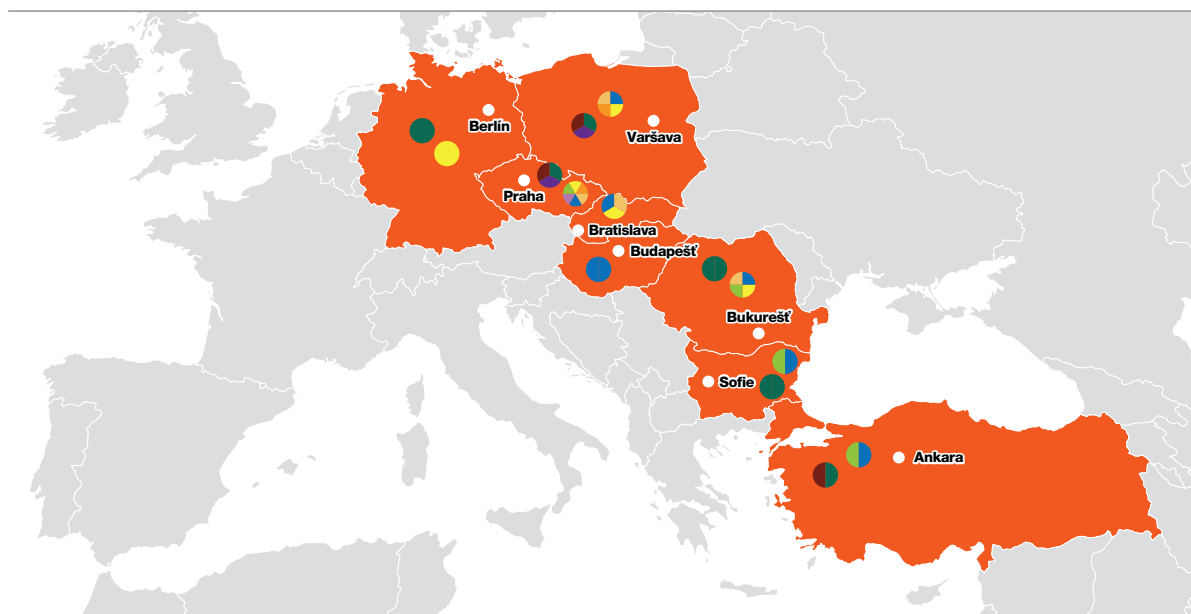 Berlín
Varšava
Praha
Bratislava
Budapešť
Bukurešť
Sofie
Ankara